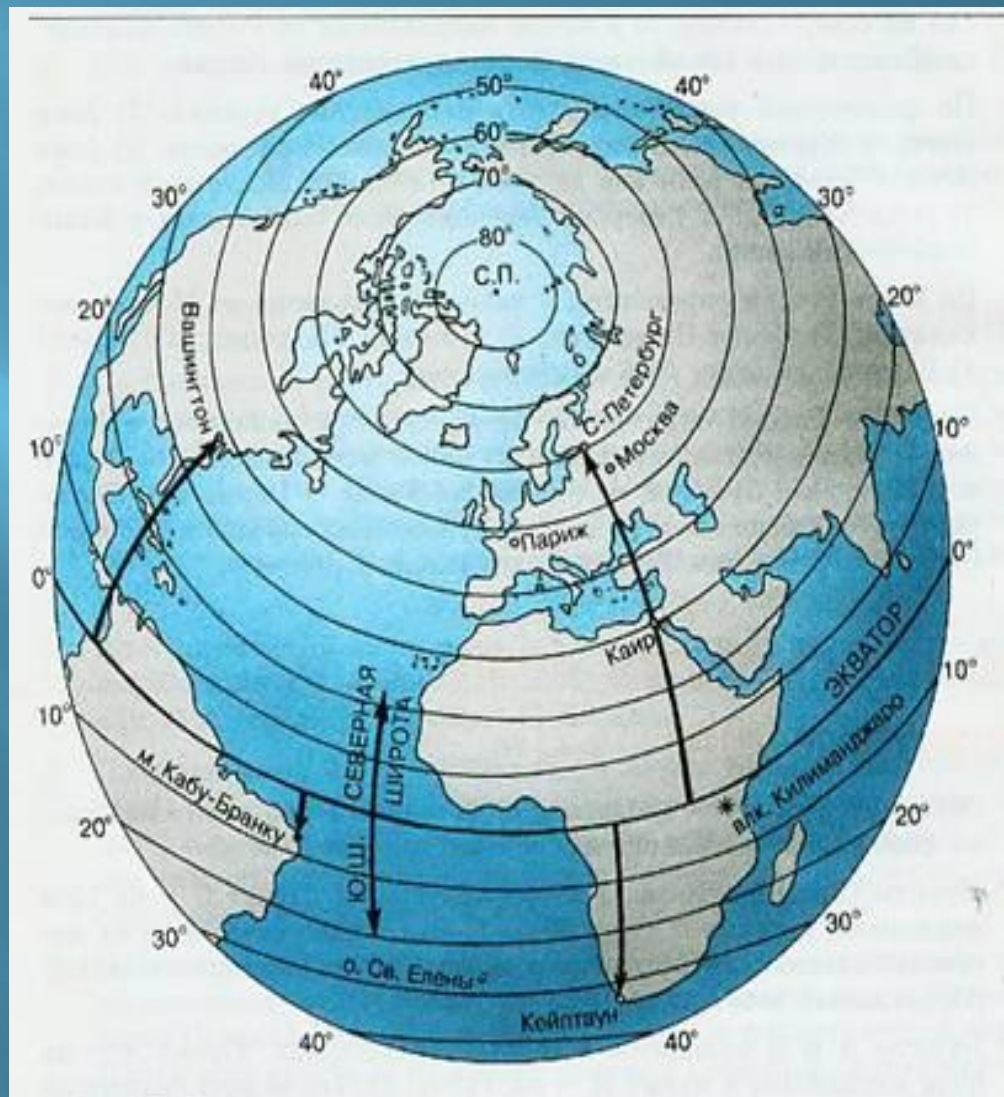 40° 50° 40°
60°
30° 70° 30°
80°
С.П.
20° 20°
Вашингтон
С-Петербург
Москва
10° 10°
Париж
0° 0°
Каир
ЭКВАТОР
10° 10°
СЕВЕРНАЯ
ШИРОТА
влк. Килиманджаро
м. Кабу-Бранку
20° 20°
Ю.Ш.
30° 30°
о. Св. Елены
Кейптаун
40° 40°